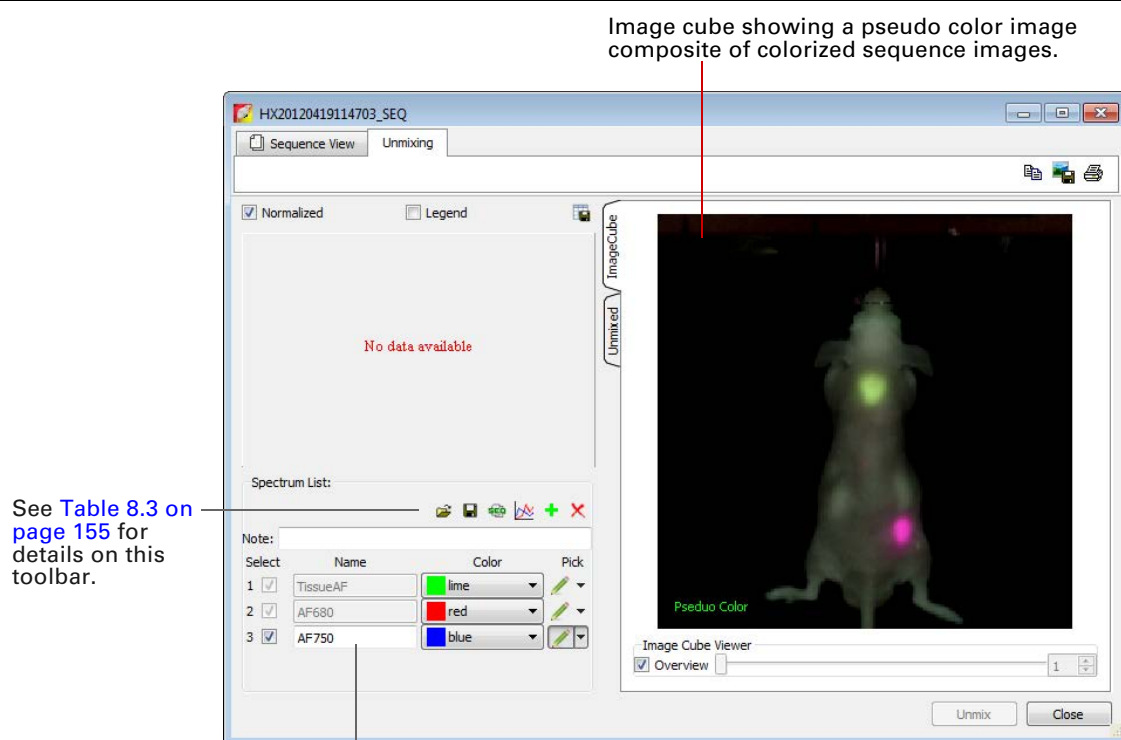 Image cube showing a pseudo color image
composite of colorized sequence images.
HX20120419114703_SEQ
Sequence View
Unmixing
Normalized
Legend
No data available
ImageCube
Unmixed
Spectrum List:
See Table 8.3 on
page 155 for
details on this
toolbar.
SEQ
Note:
Select Name Color Pick
1 TissueAF lime
2 AF680 red
3 AF750 blue
Pseduo Color
Image Cube Viewer
Overview 1
Unmix Close